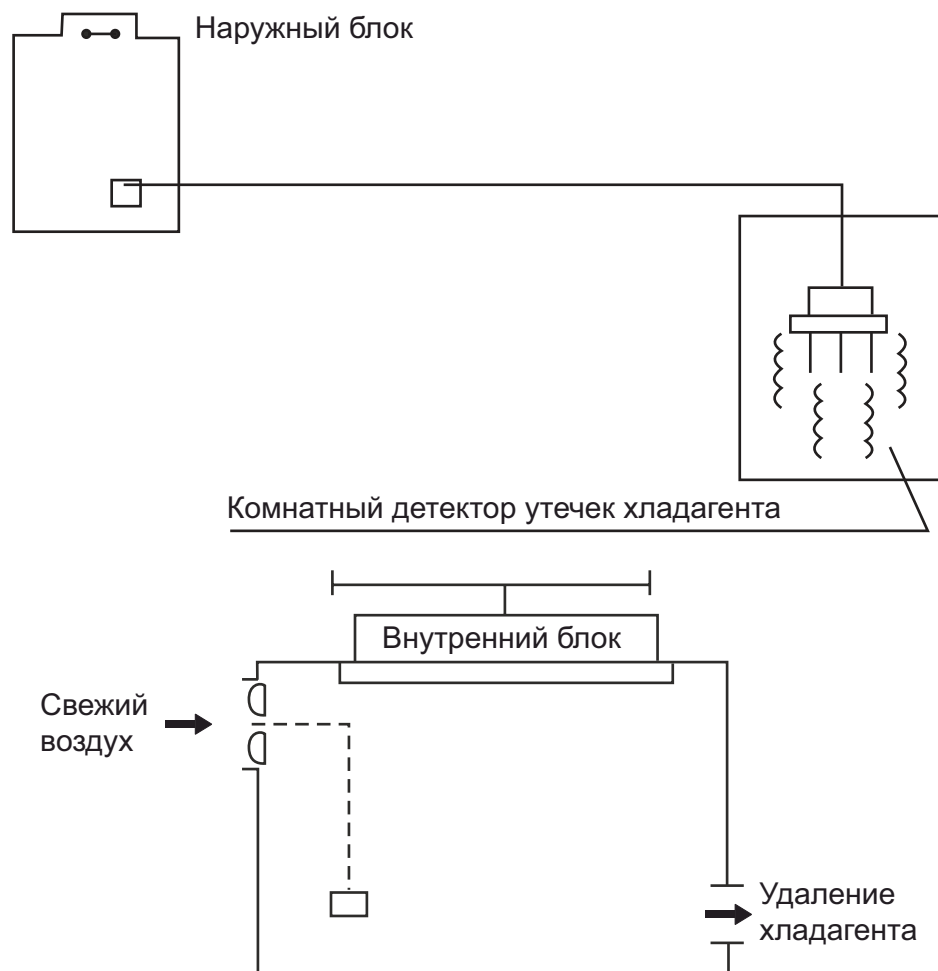 Наружный блок
Комнатный детектор утечек хладагента
Внутренний блок
Свежий
воздух
Удаление
хладагента